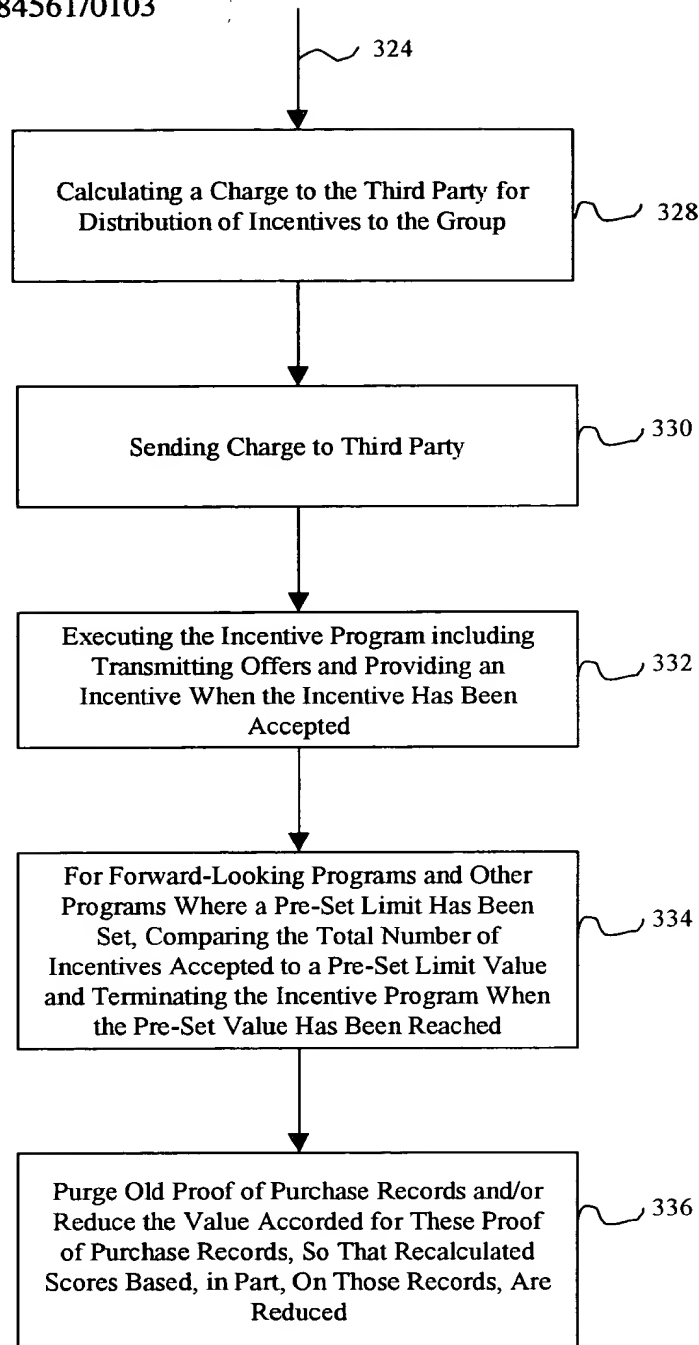 84561/0103
324
Calculating a Charge to the Third Party for
Distribution of Incentives to the Group
328
Sending Charge to Third Party
330
Executing the Incentive Program including
Transmitting Offers and Providing an
Incentive When the Incentive Has Been
Accepted
332
For Forward-Looking Programs and Other
Programs Where a Pre-Set Limit Has Been
Set, Comparing the Total Number of
Incentives Accepted to a Pre-Set Limit Value
and Terminating the Incentive Program When
the Pre-Set Value Has Been Reached
334
Purge Old Proof of Purchase Records and/or
Reduce the Value Accorded for These Proof
of Purchase Records, So That Recalculated
Scores Based, in Part, On Those Records, Are
Reduced
336